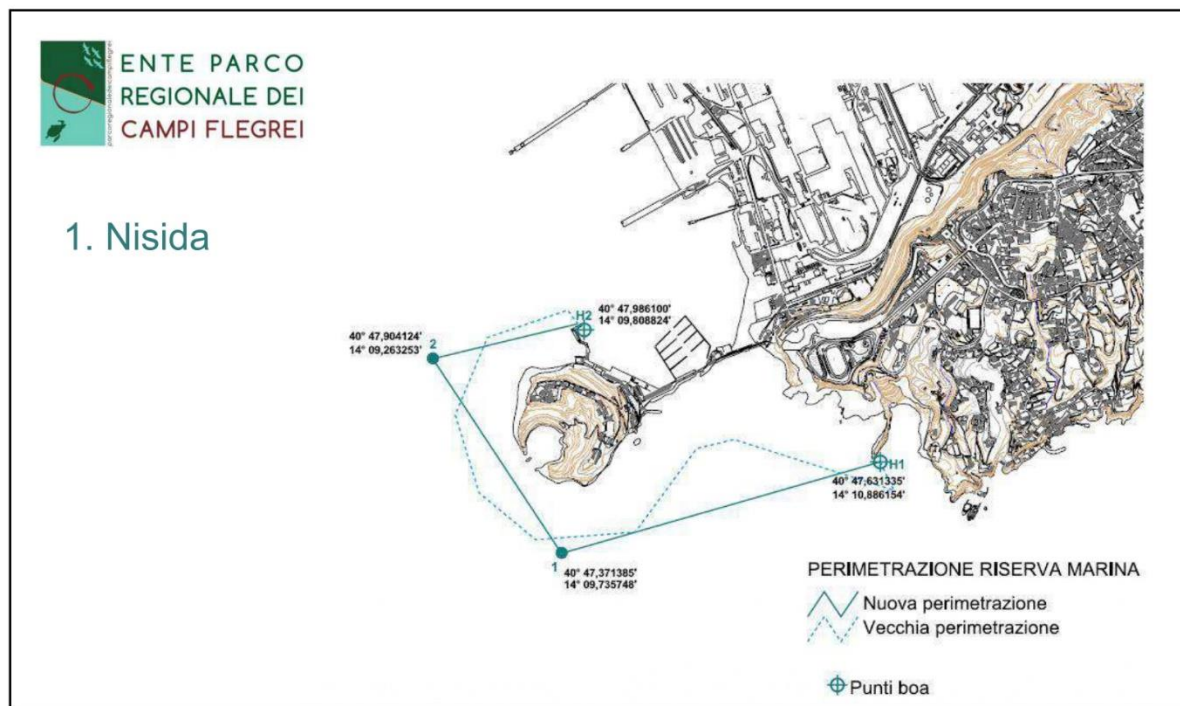 ENTE PARCO
REGIONALE DEI
CAMPI FLEGREI
parcoregionaledeicampiflegrei
1. Nisida
H2
40° 47,986100'
14° 09,808824'
40° 47,904124'
14° 09,263253'
2
H1
40° 47,631335'
14° 10,886154'
1
40° 47,371385'
14° 09,735748'
PERIMETRAZIONE RISERVA MARINA
Nuova perimetrazione
Vecchia perimetrazione
Punti boa